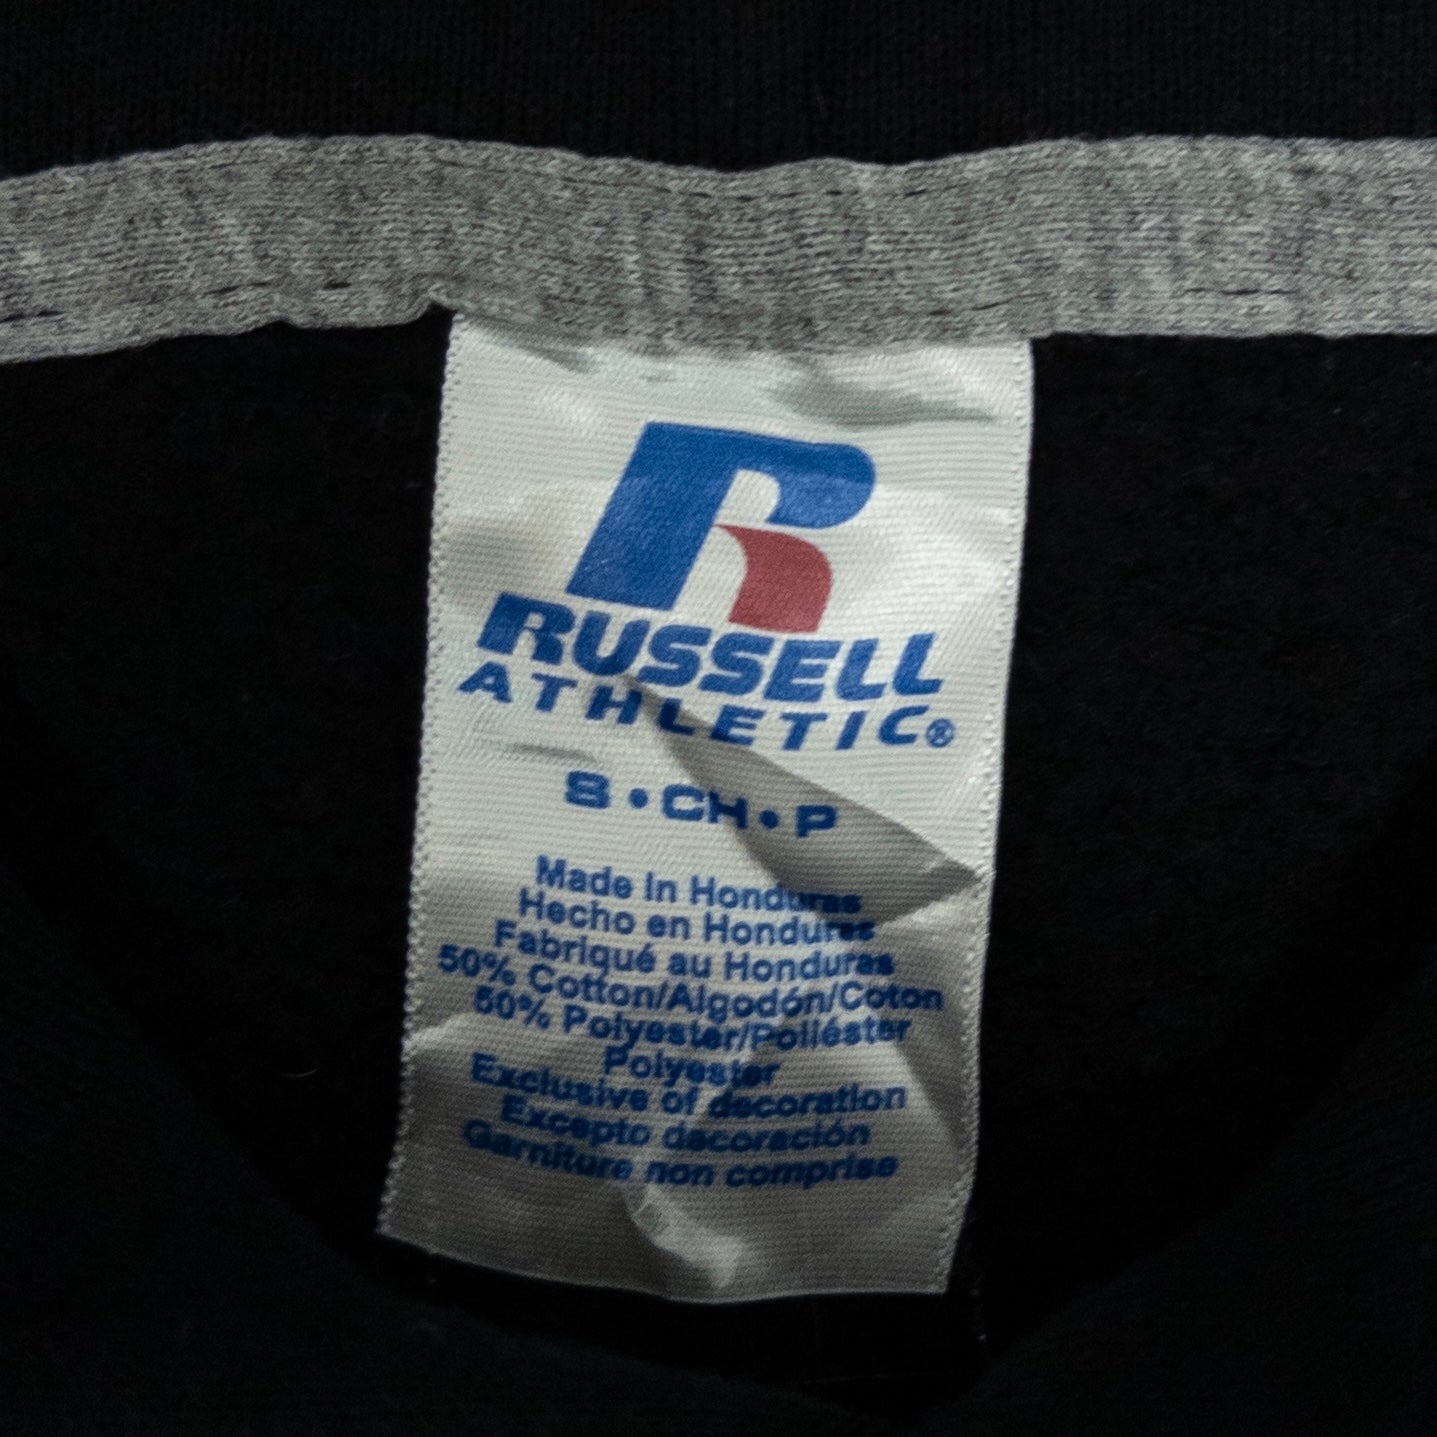 R
RUSSELL
ATHLETIC®
S • CH • P
Made In Honduras
Hecho en Honduras
Fabriqué au Honduras
50% Cotton/Algodón/Coton
50% Polyester/Poliéster
Polyester
Exclusive of decoration
Excepto decoración
Garniture non comprise